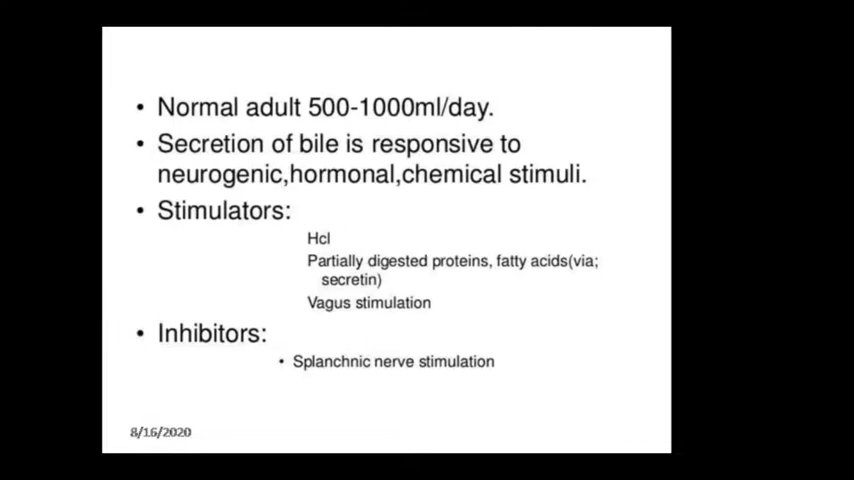 • Normal adult 500-1000ml/day.
• Secretion of bile is responsive to
neurogenic,hormonal,chemical stimuli.
• Stimulators:
Hcl
Partially digested proteins, fatty acids(via;
secretin)
Vagus stimulation
• Inhibitors:
• Splanchnic nerve stimulation
8/16/2020